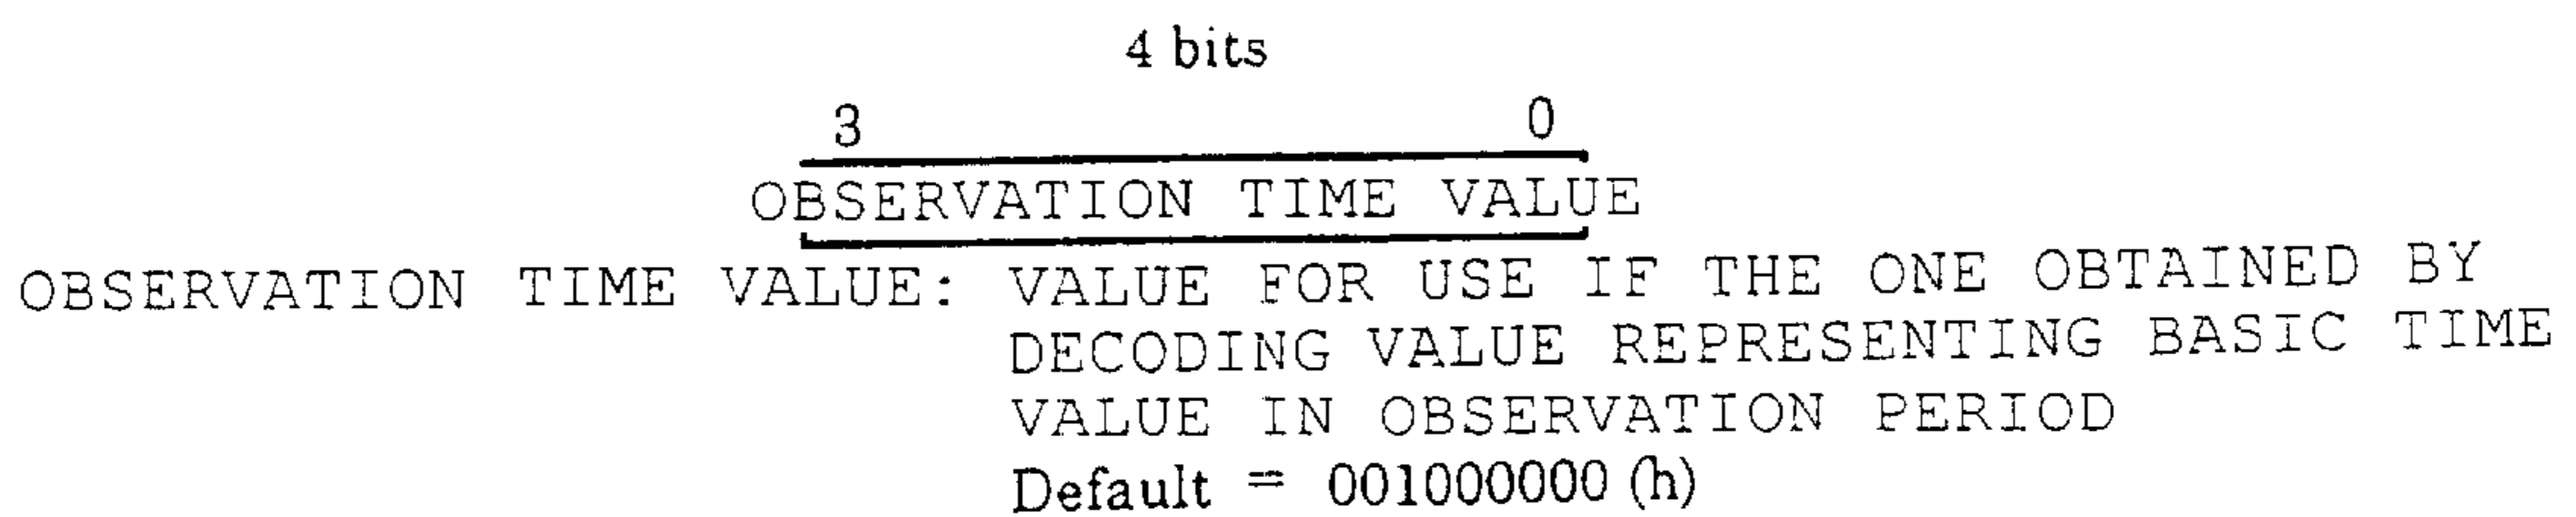 4 bits
3 0
OBSERVATION TIME VALUE
OBSERVATION TIME VALUE: VALUE FOR USE IF THE ONE OBTAINED BY
DECODING VALUE REPRESENTING BASIC TIME
VALUE IN OBSERVATION PERIOD
Default = 001000000 (h)